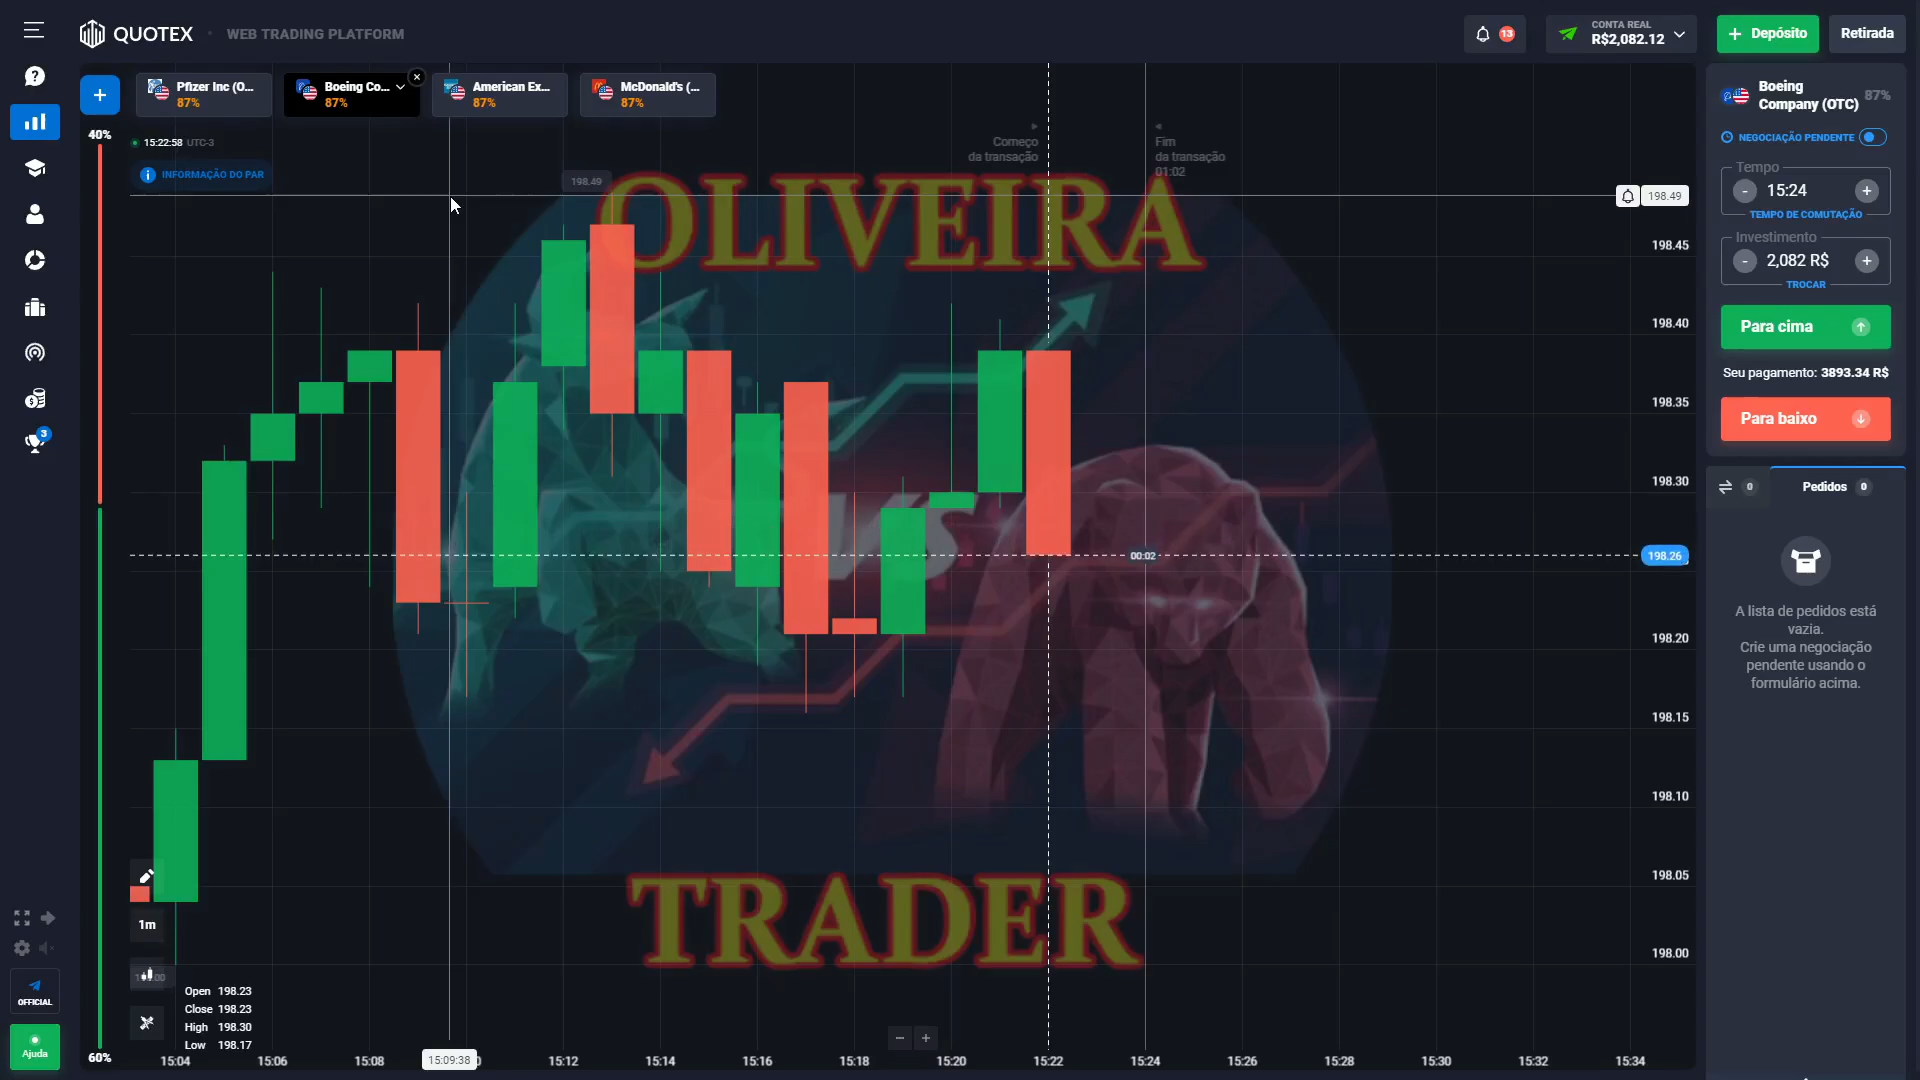 QUOTEX
WEB TRADING PLATFORM
13
CONTA REAL
R$2,082.12
Depósito
Retirada
Pfizer Inc (O...
87%
Boeing Co...
87%
American Ex...
87%
McDonald's (...
87%
40%
15:22:58 UTC-3
INFORMAÇÃO DO PAR
198.49
Começo
da transação
Fim
da transação
01:02
OLIVEIRA
VS
TRADER
198.49
198.45
198.40
198.35
198.30
00:02
198.26
198.20
198.15
198.10
198.05
198.00
3
1m
Open 198.23
Close 198.23
High 198.30
Low 198.17
60%
15:04
15:06
15:08
15:09:38
15:12
15:14
15:16
15:18
15:20
15:22
15:24
15:26
15:28
15:30
15:32
15:34
OFFICIAL
Ajuda
Boeing
Company (OTC)
87%
NEGOCIAÇÃO PENDENTE
Tempo
- 15:24 +
TEMPO DE COMUTAÇÃO
Investimento
- 2,082 R$ +
TROCAR
Para cima
Seu pagamento: 3893.34 R$
Para baixo
0
Pedidos 0
A lista de pedidos está
vazia.
Crie uma negociação
pendente usando o
formulário acima.